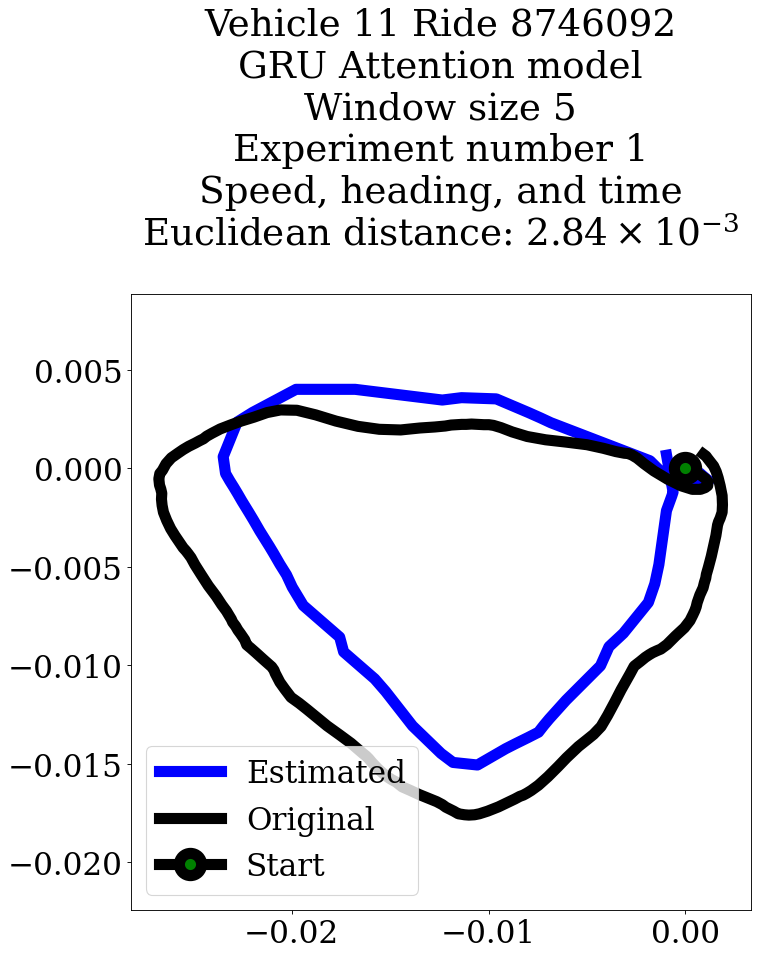 Vehicle 11 Ride 8746092
GRU Attention model
Window size 5
Experiment number 1
Speed, heading, and time
Euclidean distance: 2.84 × 10⁻³
0.005
0.000
−0.005
−0.010
−0.015
−0.020
Estimated
Original
Start
−0.02 −0.01 0.00